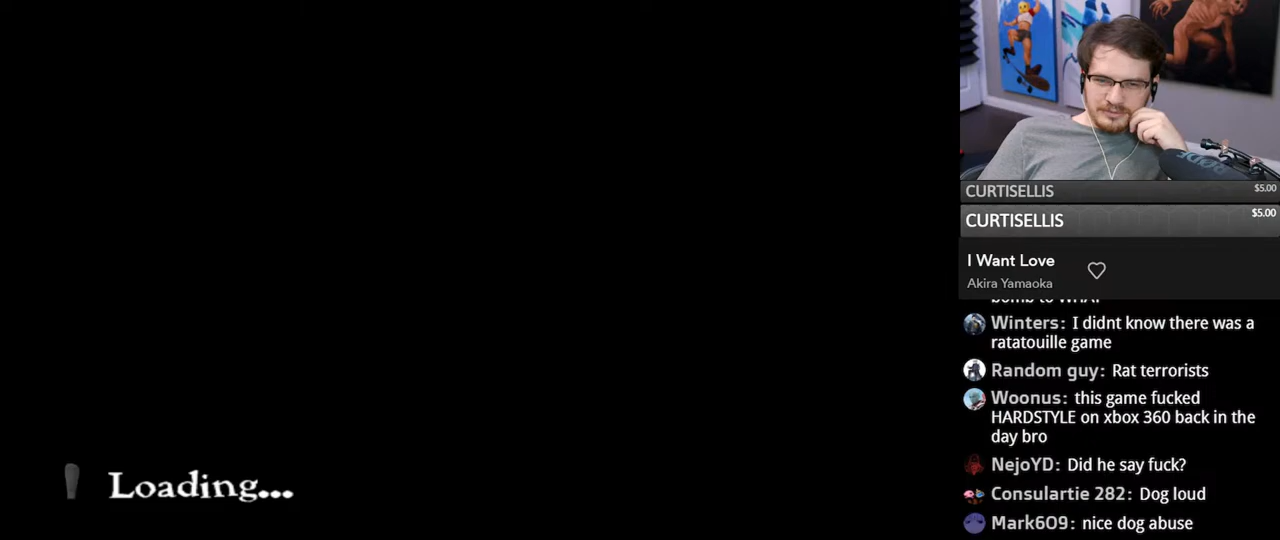 CURTISELLIS $5.00
CURTISELLIS $5.00
I Want Love
Akira Yamaoka
Winters: I didnt know there was a
ratatouille game
Random guy: Rat terrorists
Woonus: this game fucked
HARDSTYLE on xbox 360 back in the
day bro
NejoYD: Did he say fuck?
Consulartie 282: Dog loud
Mark6O9: nice dog abuse
Loading...
RODE